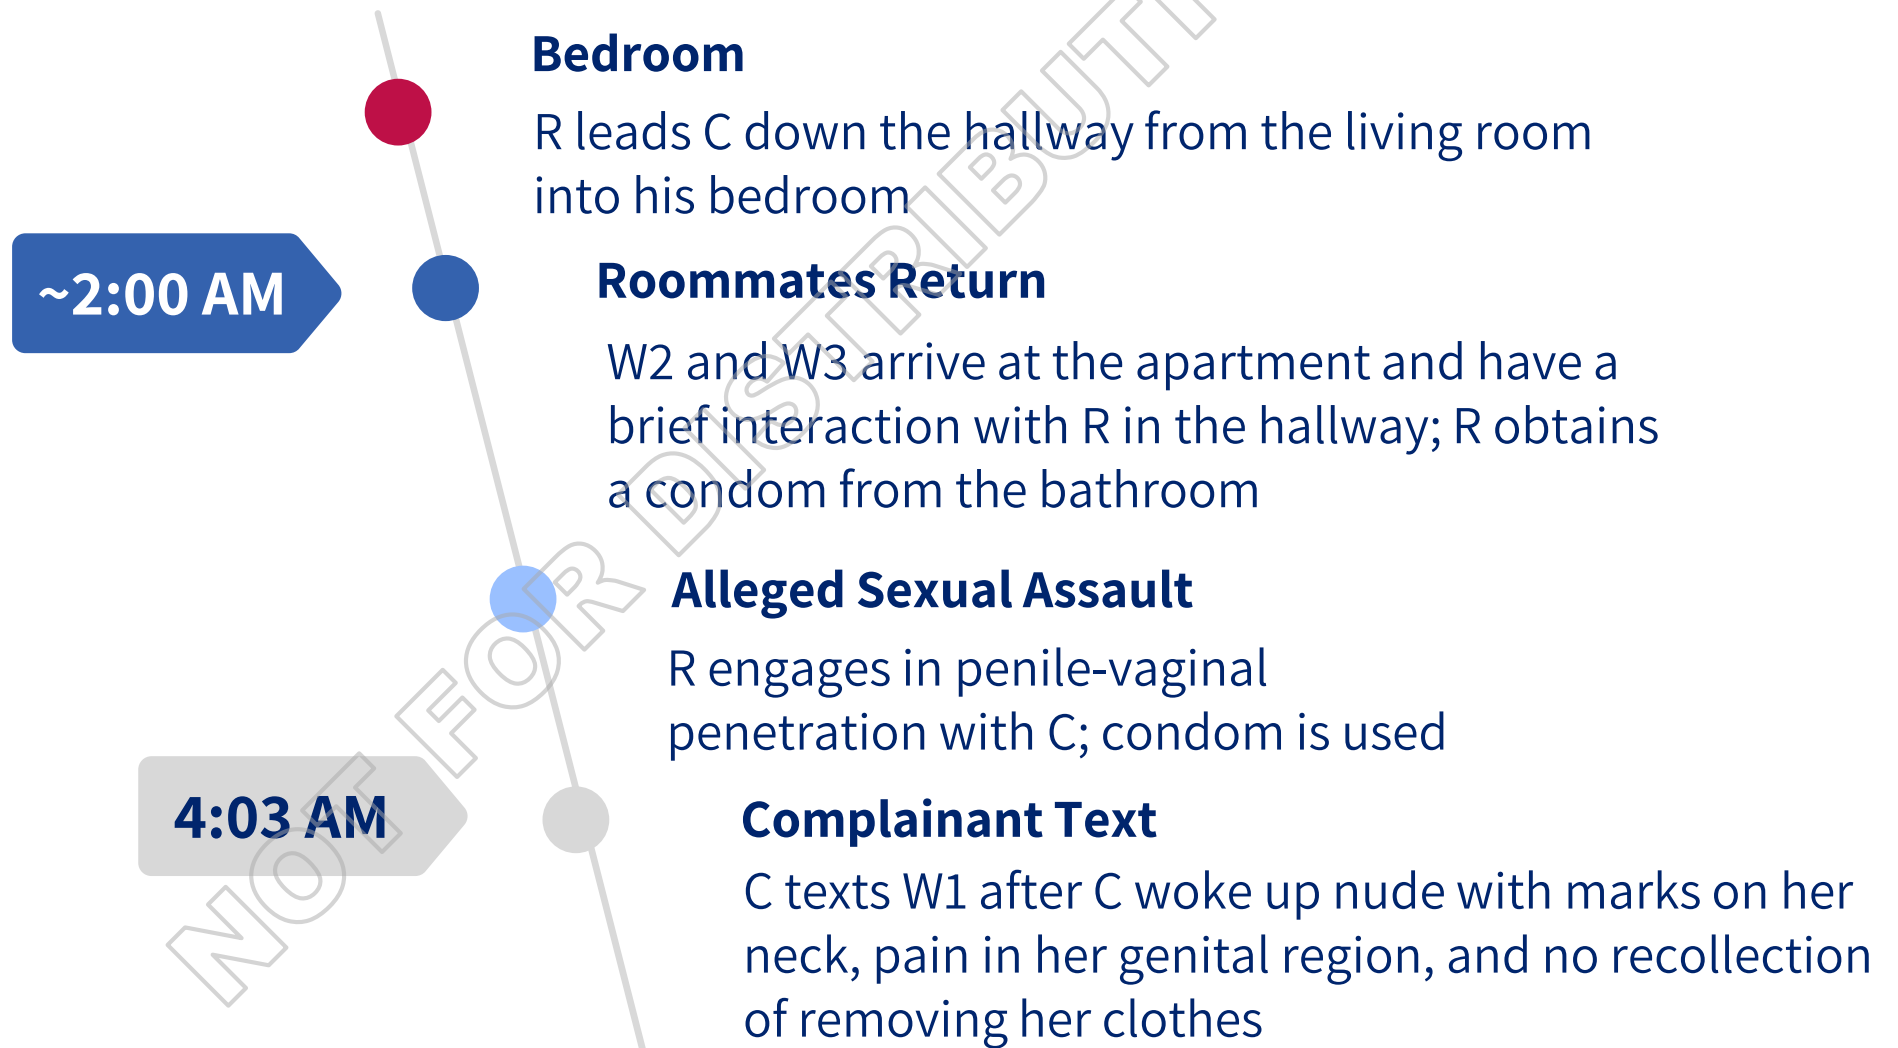 Bedroom
R leads C down the hallway from the living room
into his bedroom
~2:00 AM
Roommates Return
W2 and W3 arrive at the apartment and have a
brief interaction with R in the hallway; R obtains
a condom from the bathroom
Alleged Sexual Assault
R engages in penile-vaginal
penetration with C; condom is used
4:03 AM
Complainant Text
C texts W1 after C woke up nude with marks on her
neck, pain in her genital region, and no recollection
of removing her clothes
NOT FOR DISTRIBUTI